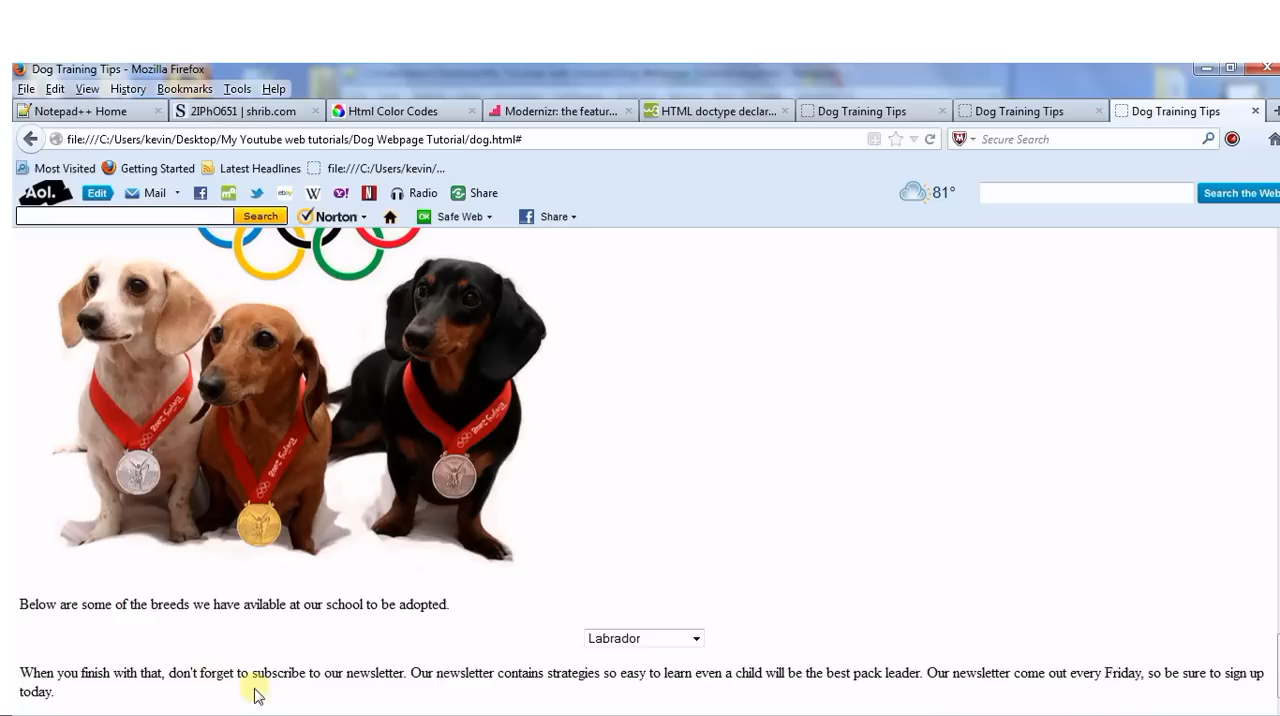 Dog Training Tips - Mozilla Firefox
File Edit View History Bookmarks Tools Help
Notepad++ Home 2IPhO651 | shrib.com Html Color Codes Modernizr: the featur... HTML doctype declar... Dog Training Tips Dog Training Tips Dog Training Tips
file:///C:/Users/kevin/Desktop/My Youtube web tutorials/Dog Webpage Tutorial/dog.html# Secure Search
Most Visited Getting Started Latest Headlines file:///C:/Users/kevin/...
Aol. Edit Mail Radio Share 81° Search the Web
Search Norton Safe Web Share
Below are some of the breeds we have avilable at our school to be adopted.
Labrador
When you finish with that, don't forget to subscribe to our newsletter. Our newsletter contains strategies so easy to learn even a child will be the best pack leader. Our newsletter come out every Friday, so be sure to sign up
today.